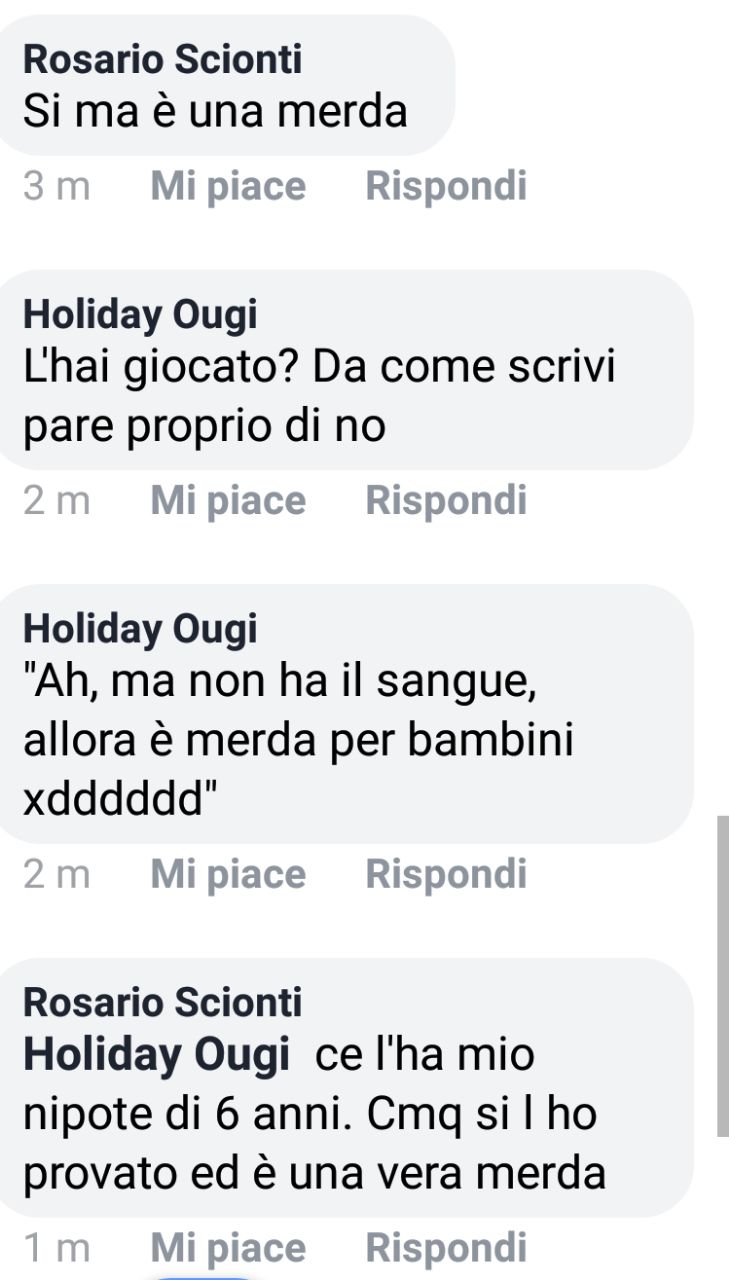 Rosario Scionti
Si ma è una merda
3 m Mi piace Rispondi
Holiday Ougi
L'hai giocato? Da come scrivi
pare proprio di no
2 m Mi piace Rispondi
Holiday Ougi
"Ah, ma non ha il sangue,
allora è merda per bambini
xdddddd"
2 m Mi piace Rispondi
Rosario Scionti
Holiday Ougi ce l'ha mio
nipote di 6 anni. Cmq si l ho
provato ed è una vera merda
1 m Mi piace Rispondi